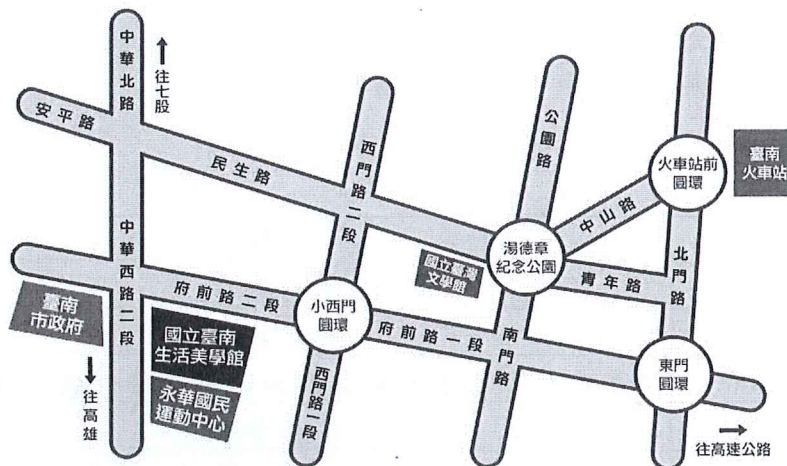 中華北路
往七股
安平路
民生路
西門路二段
公園路
火車站前
圓環
臺南
火車站
中山路
湯德章
紀念公園
國立臺灣
文學館
青年路
北門路
中華西路二段
府前路二段
小西門
圓環
府前路一段
南門路
東門
圓環
臺南
市政府
國立臺南
生活美學館
永華國民
運動中心
西門路一段
往高雄
往高速公路